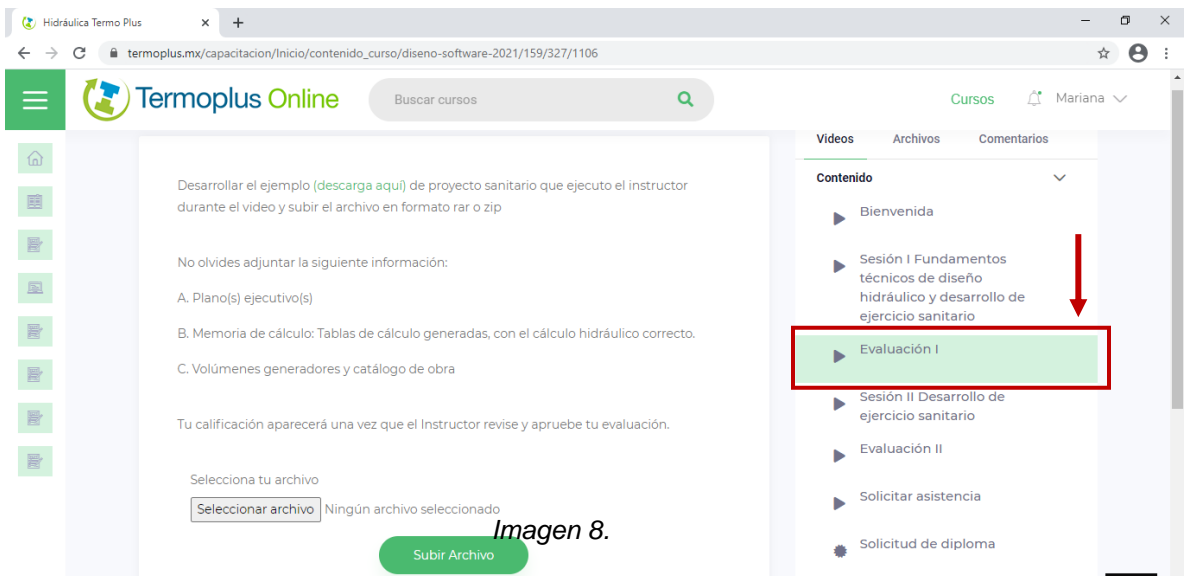 Hidráulica Termo Plus
termoplus.mx/capacitacion/Inicio/contenido_curso/diseno-software-2021/159/327/1106
Termoplus Online
Buscar cursos
Cursos
Mariana
Desarrollar el ejemplo (descarga aquí) de proyecto sanitario que ejecuto el instructor
durante el video y subir el archivo en formato rar o zip
No olvides adjuntar la siguiente información:
A. Plano(s) ejecutivo(s)
B. Memoria de cálculo: Tablas de cálculo generadas, con el cálculo hidráulico correcto.
C. Volúmenes generadores y catálogo de obra
Tu calificación aparecerá una vez que el Instructor revise y apruebe tu evaluación.
Selecciona tu archivo
Seleccionar archivo Ningún archivo seleccionado
Imagen 8.
Subir Archivo
Videos Archivos Comentarios
Contenido
Bienvenida
Sesión I Fundamentos
técnicos de diseño
hidráulico y desarrollo de
ejercicio sanitario
Evaluación I
Sesión II Desarrollo de
ejercicio sanitario
Evaluación II
Solicitar asistencia
Solicitud de diploma